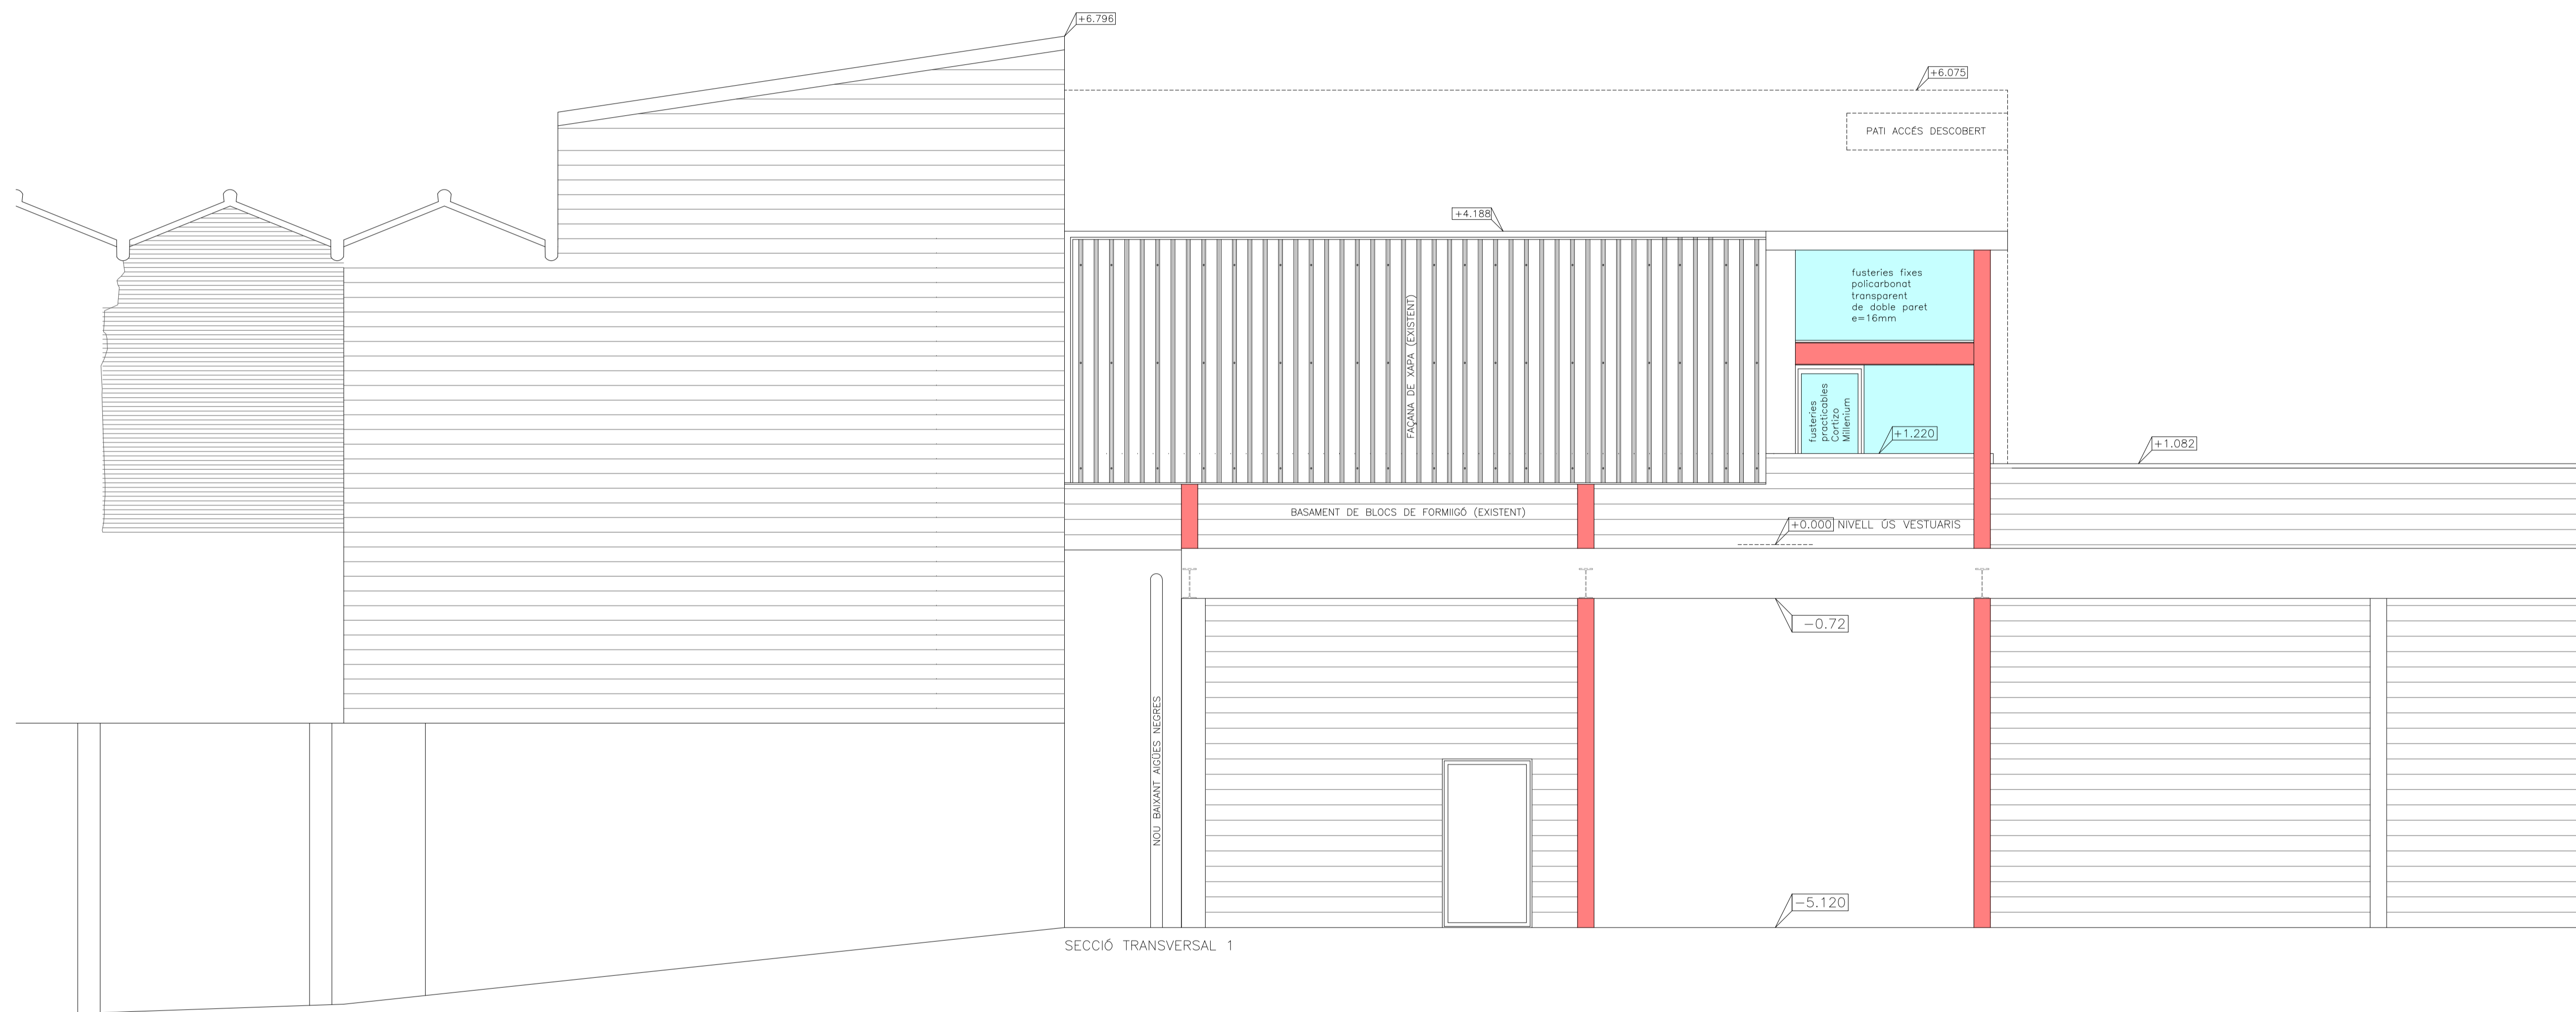 +6.796
+6.075
PATI ACCÉS DESCOBERT
+4.188
fusteries fixes
policarbonat
transparent
de doble paret
e=16mm
FAÇANA DE XAPA (EXISTENT)
fusteries
practicables
Cortizo
Millenium
+1.220
+1.082
BASAMENT DE BLOCS DE FORMIIGÓ (EXISTENT)
+0.000 NIVELL ÚS VESTUARIS
-0.72
NOU BAIXANT AIGÜES NEGRES
-5.120
SECCIÓ TRANSVERSAL 1